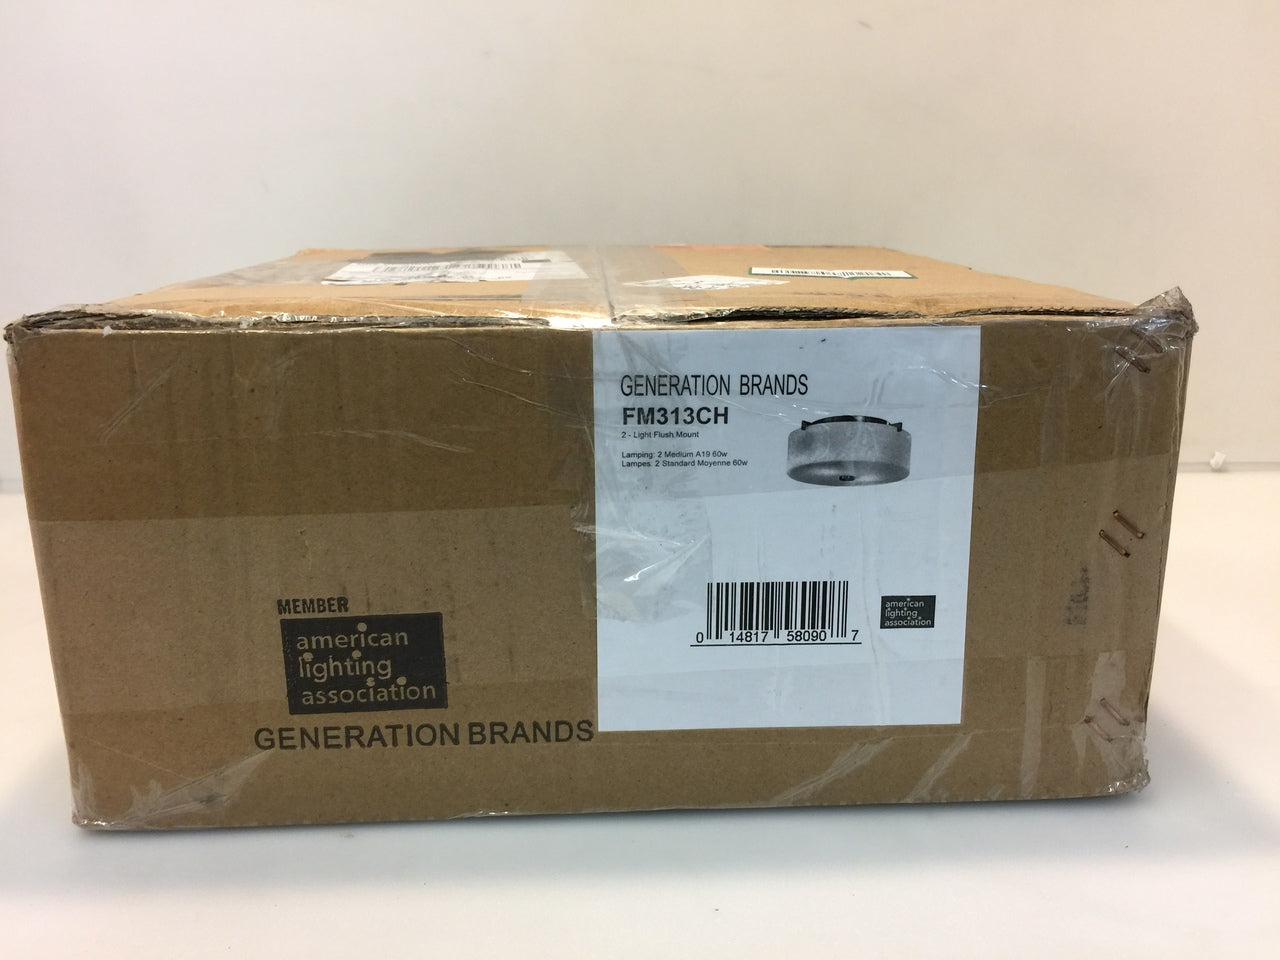 GENERATION BRANDS
FM313CH
2 - Light Flush Mount
Lamping: 2 Medium A19 60w
Lampes: 2 Standard Moyenne 60w
0 14817 58090 7
american
lighting
association
MEMBER
american
lighting
association
GENERATION BRANDS